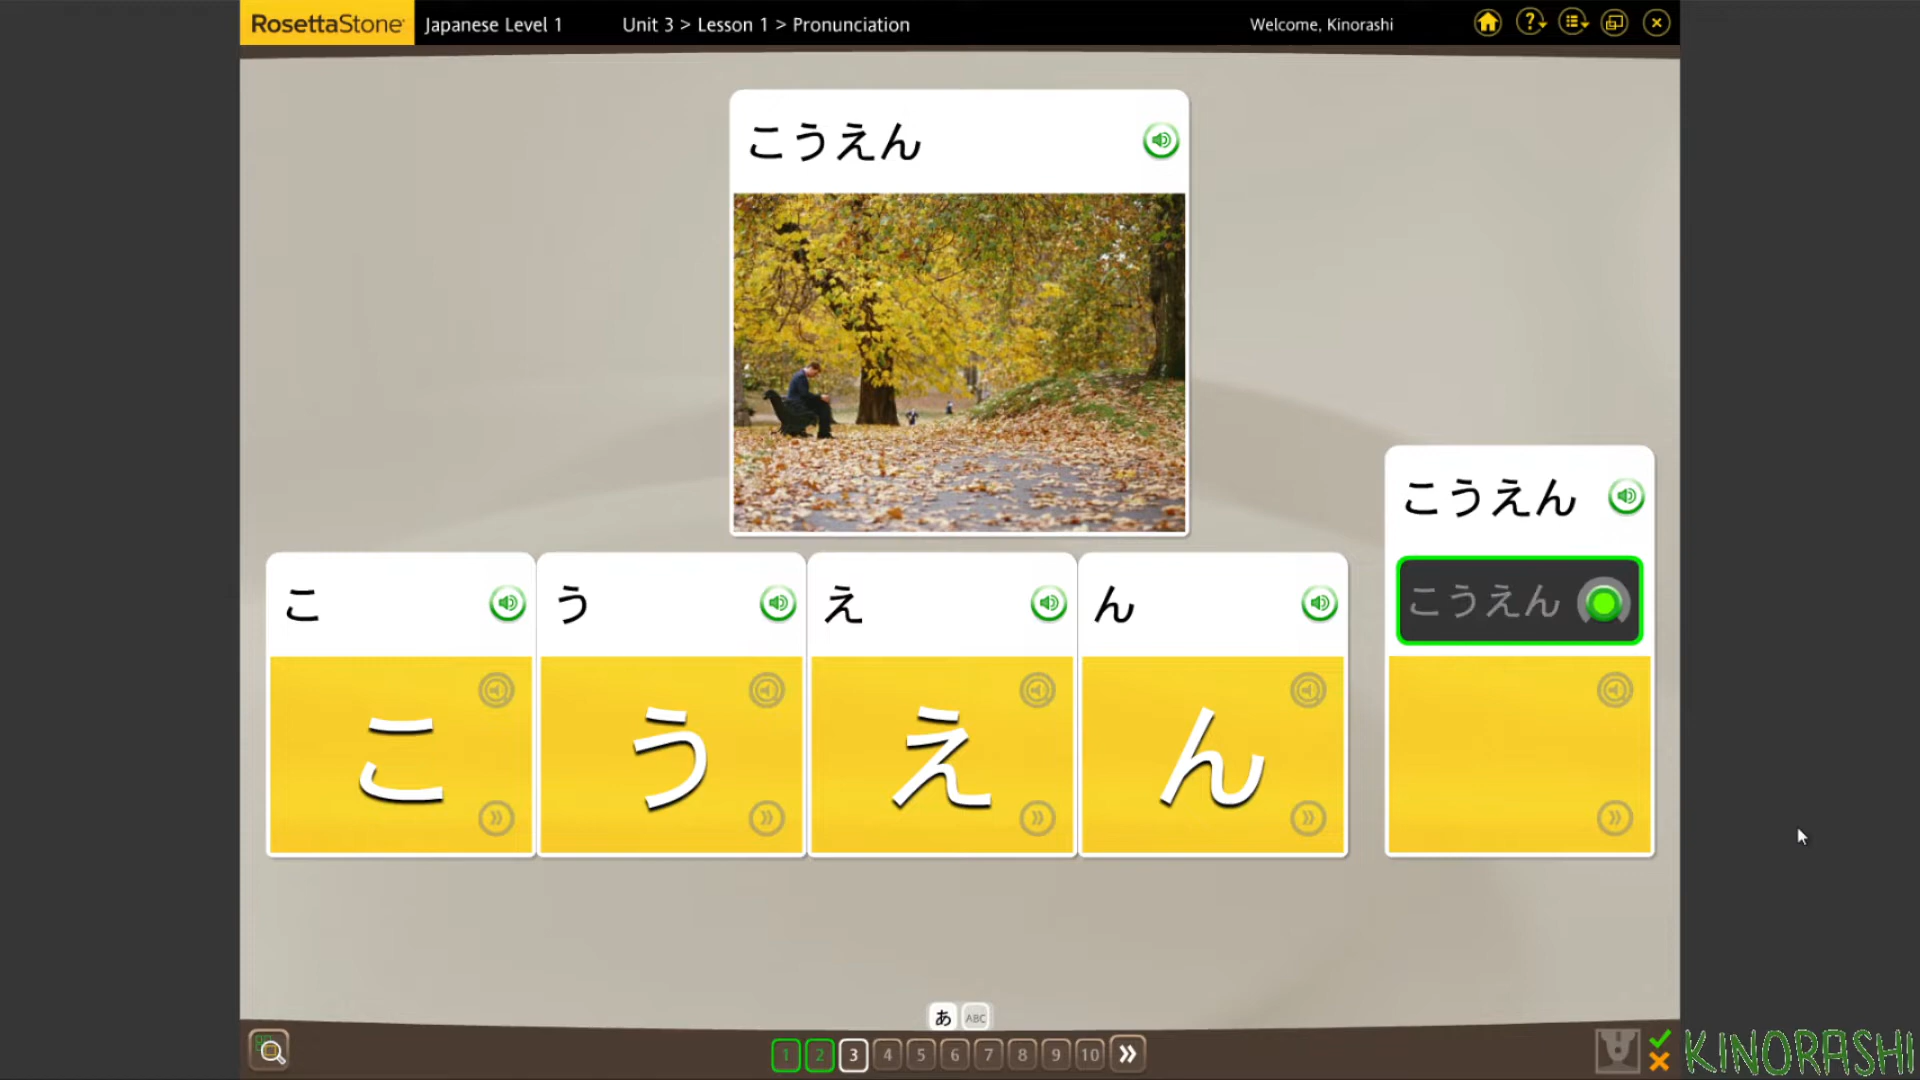 RosettaStone
Japanese Level 1
Unit 3 > Lesson 1 > Pronunciation
Welcome, Kinorashi
こうえん
こうえん
こうえん
こ
う
え
ん
こ
う
え
ん
あ
ABC
1 2 3 4 5 6 7 8 9 10
KINORASHI